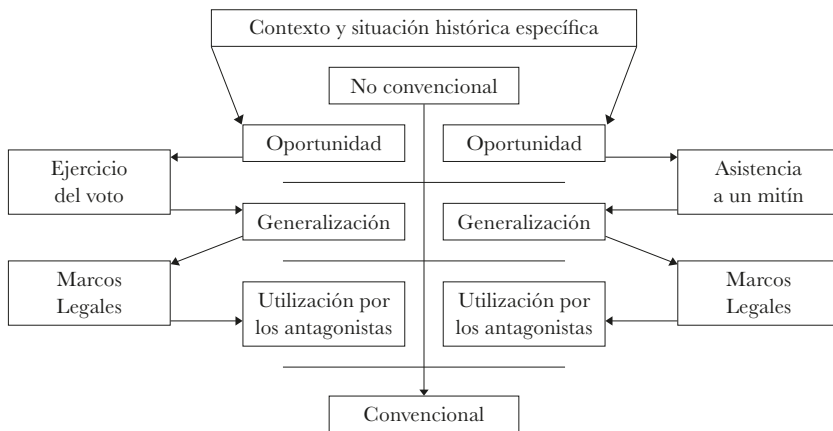 Contexto y situación histórica específica
No convencional
Oportunidad
Oportunidad
Ejercicio
del voto
Asistencia
a un mitín
Generalización
Generalización
Marcos
Legales
Marcos
Legales
Utilización por
los antagonistas
Utilización por
los antagonistas
Convencional